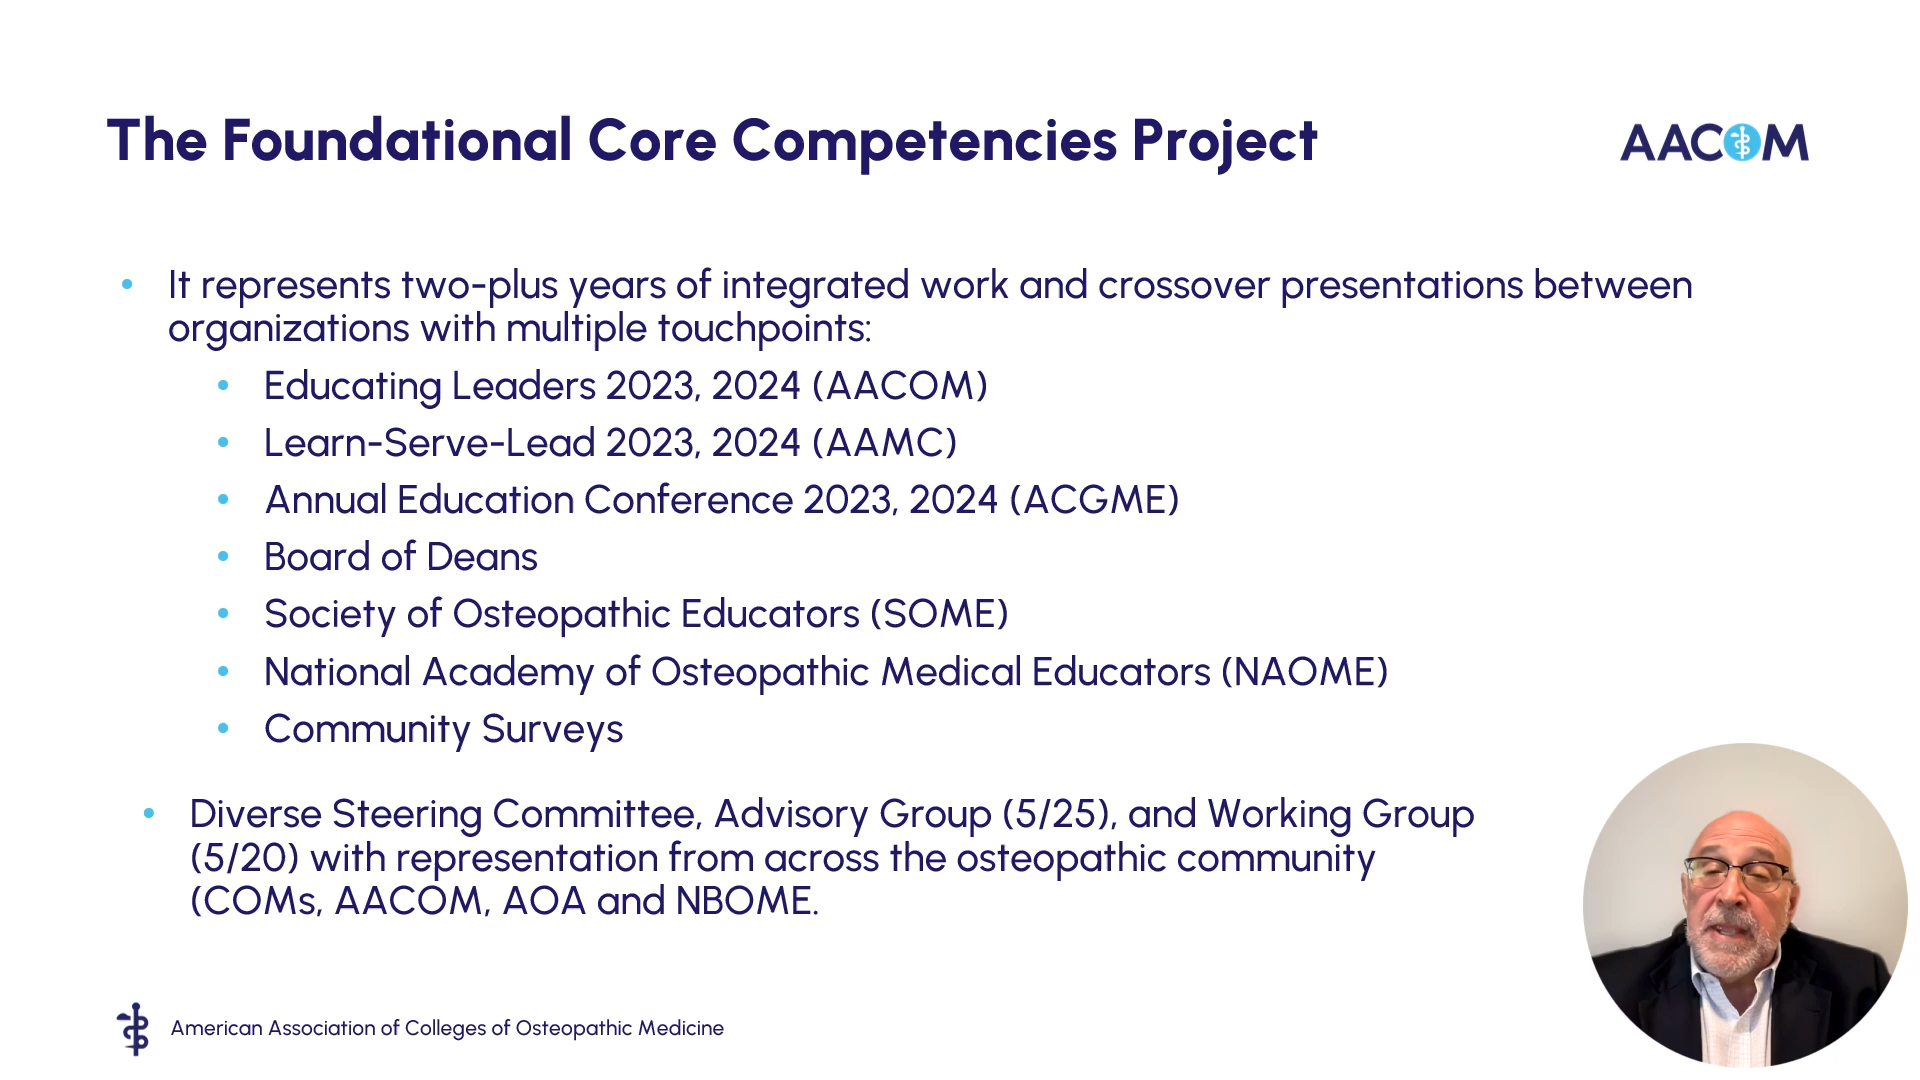 The Foundational Core Competencies Project
AACOM
• It represents two-plus years of integrated work and crossover presentations between
organizations with multiple touchpoints:
• Educating Leaders 2023, 2024 (AACOM)
• Learn-Serve-Lead 2023, 2024 (AAMC)
• Annual Education Conference 2023, 2024 (ACGME)
• Board of Deans
• Society of Osteopathic Educators (SOME)
• National Academy of Osteopathic Medical Educators (NAOME)
• Community Surveys
• Diverse Steering Committee, Advisory Group (5/25), and Working Group
(5/20) with representation from across the osteopathic community
(COMs, AACOM, AOA and NBOME.
American Association of Colleges of Osteopathic Medicine